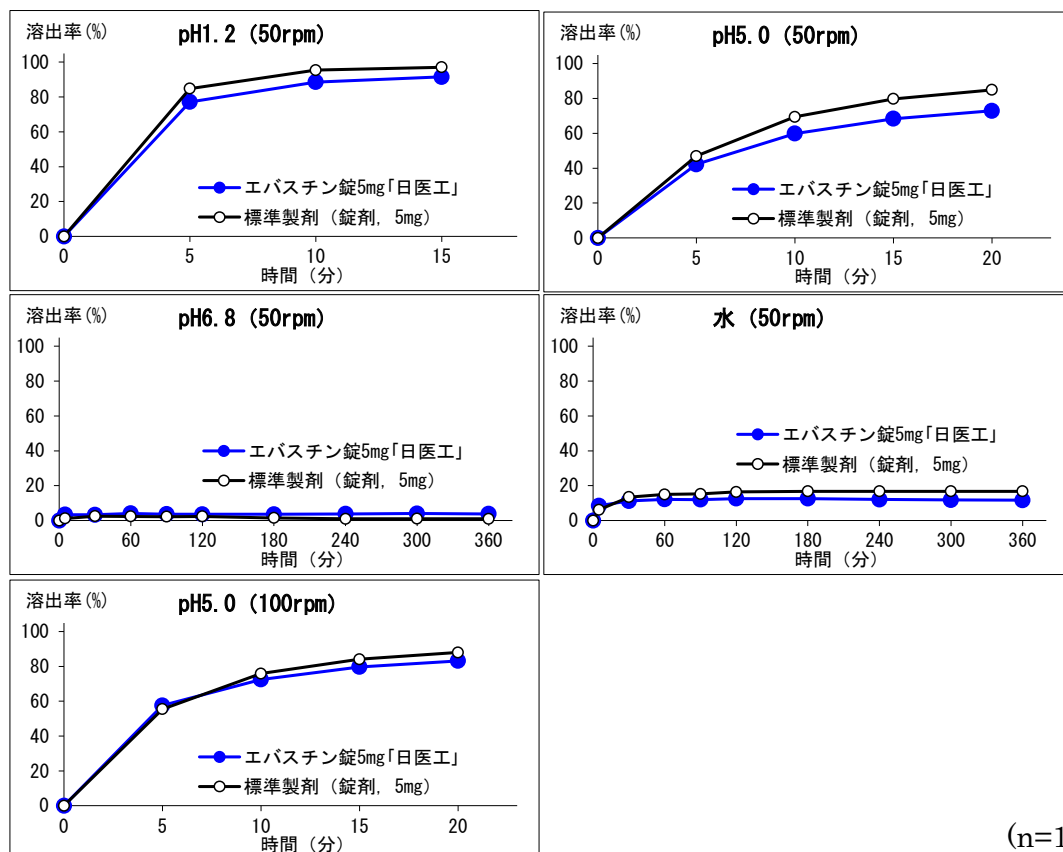 溶出率(%)
pH1.2 (50rpm)
100
80
60
40
20
0
エバスチン錠5mg｢日医工｣
標準製剤 (錠剤, 5mg)
0 5 10 15
時間 (分)
溶出率(%)
pH5.0 (50rpm)
100
80
60
40
20
0
エバスチン錠5mg｢日医工｣
標準製剤 (錠剤, 5mg)
0 5 10 15 20
時間 (分)
溶出率(%)
pH6.8 (50rpm)
100
80
60
40
20
0
エバスチン錠5mg｢日医工｣
標準製剤 (錠剤, 5mg)
0 60 120 180 240 300 360
時間 (分)
溶出率(%)
水 (50rpm)
100
80
60
40
20
0
エバスチン錠5mg｢日医工｣
標準製剤 (錠剤, 5mg)
0 60 120 180 240 300 360
時間 (分)
溶出率(%)
pH5.0 (100rpm)
100
80
60
40
20
0
エバスチン錠5mg｢日医工｣
標準製剤 (錠剤, 5mg)
0 5 10 15 20
時間 (分)
(n=1